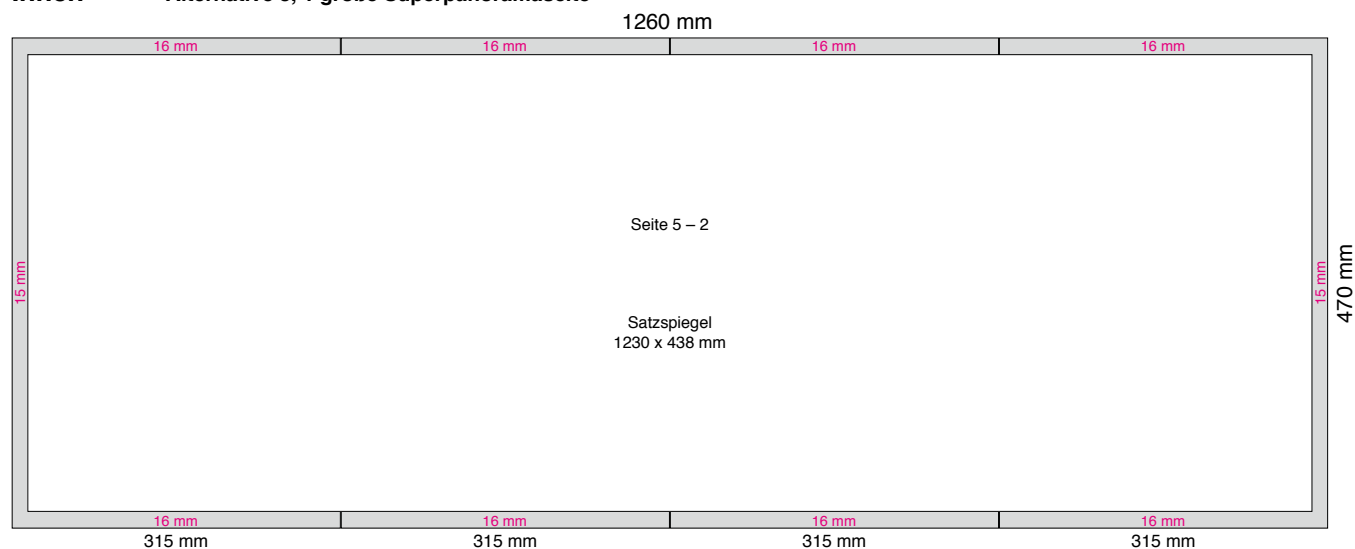 1260 mm
16 mm 16 mm 16 mm 16 mm
Seite 5 – 2
15 mm
15 mm
470 mm
Satzspiegel
1230 x 438 mm
16 mm 16 mm 16 mm 16 mm
315 mm 315 mm 315 mm 315 mm